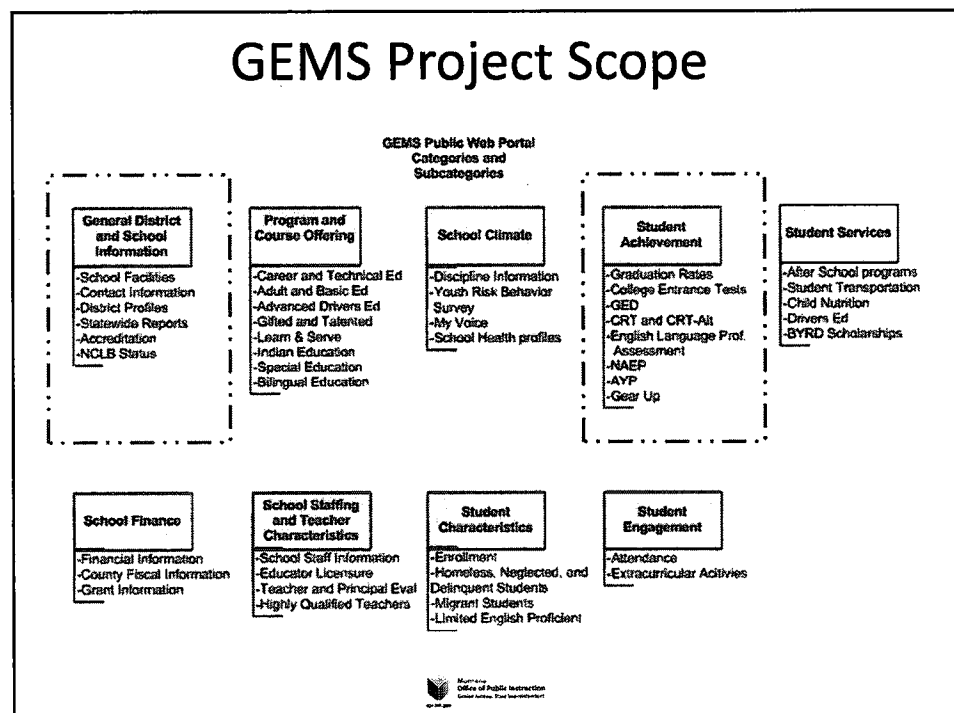 GEMS Project Scope
GEMS Public Web Portal
Categories and
Subcategories
General District
and School
Information
-School Facilities
-Contact Information
-District Profiles
-Statewide Reports
-Accreditation
-NCLB Status
Program and
Course Offering
-Career and Technical Ed
-Adult and Basic Ed
-Advanced Drivers Ed
-Gifted and Talented
-Learn & Serve
-Indian Education
-Special Education
-Bilingual Education
School Climate
-Discipline Information
-Youth Risk Behavior
Survey
-My Voice
-School Health profiles
Student
Achievement
-Graduation Rates
-College Entrance Tests
-GED
-CRT and CRT-Alt
-English Language Prof.
Assessment
-NAEP
-AYP
-Gear Up
Student Services
-After School programs
-Student Transportation
-Child Nutrition
-Drivers Ed
-BYRD Scholarships
School Finance
-Financial Information
-County Fiscal Information
-Grant Information
School Staffing
and Teacher
Characteristics
-School Staff Information
-Educator Licensure
-Teacher and Principal Eval
-Highly Qualified Teachers
Student
Characteristics
-Enrollment
-Homeless, Neglected, and
Delinquent Students
-Migrant Students
-Limited English Proficient
Student
Engagement
-Attendance
-Extracurricular Acitivies
Montana
Office of Public Instruction